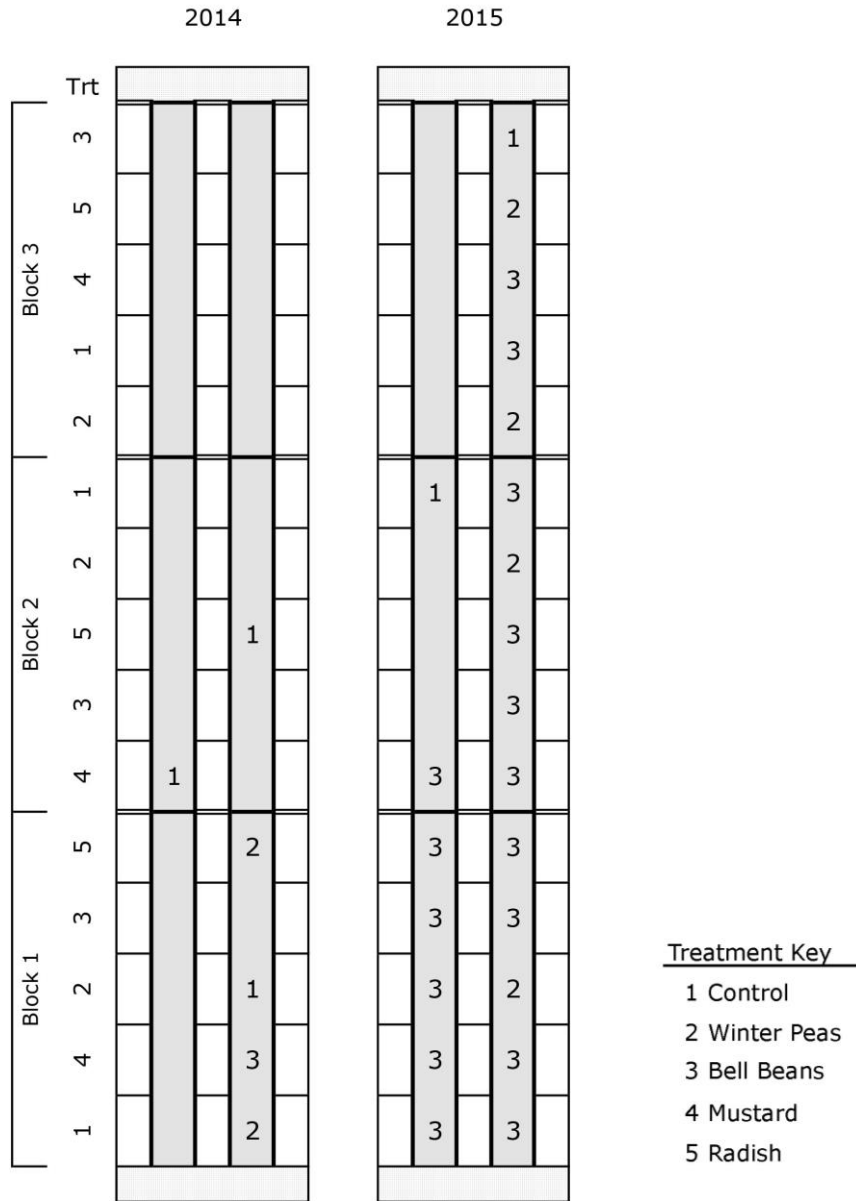 2014 2015
Trt
Block 3
3 1
5 2
4 3
1 3
2 2
Block 2
1 1 3
2 2
5 1 3
3 3
4 1 3 3
Block 1
5 2 3 3
3 3 3
2 1 3 2
4 3 3 3
1 2 3 3
Treatment Key
1 Control
2 Winter Peas
3 Bell Beans
4 Mustard
5 Radish